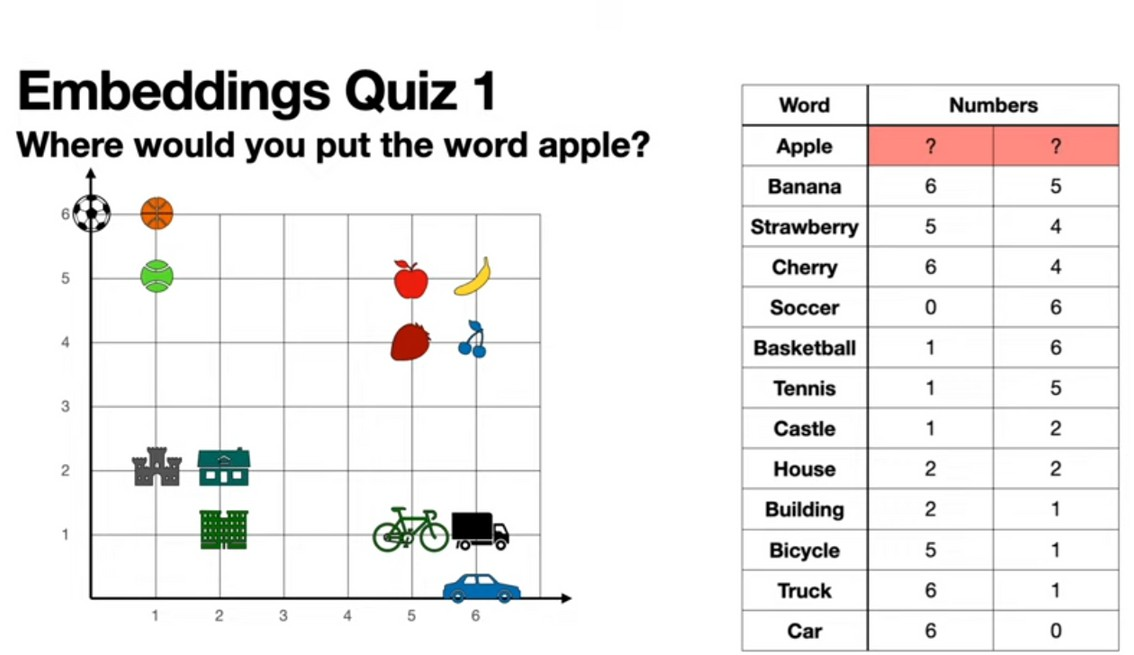 Embeddings Quiz 1
Where would you put the word apple?
6
5
4
3
2
1
1 2 3 4 5 6
Word Numbers
Apple ? ?
Banana 6 5
Strawberry 5 4
Cherry 6 4
Soccer 0 6
Basketball 1 6
Tennis 1 5
Castle 1 2
House 2 2
Building 2 1
Bicycle 5 1
Truck 6 1
Car 6 0